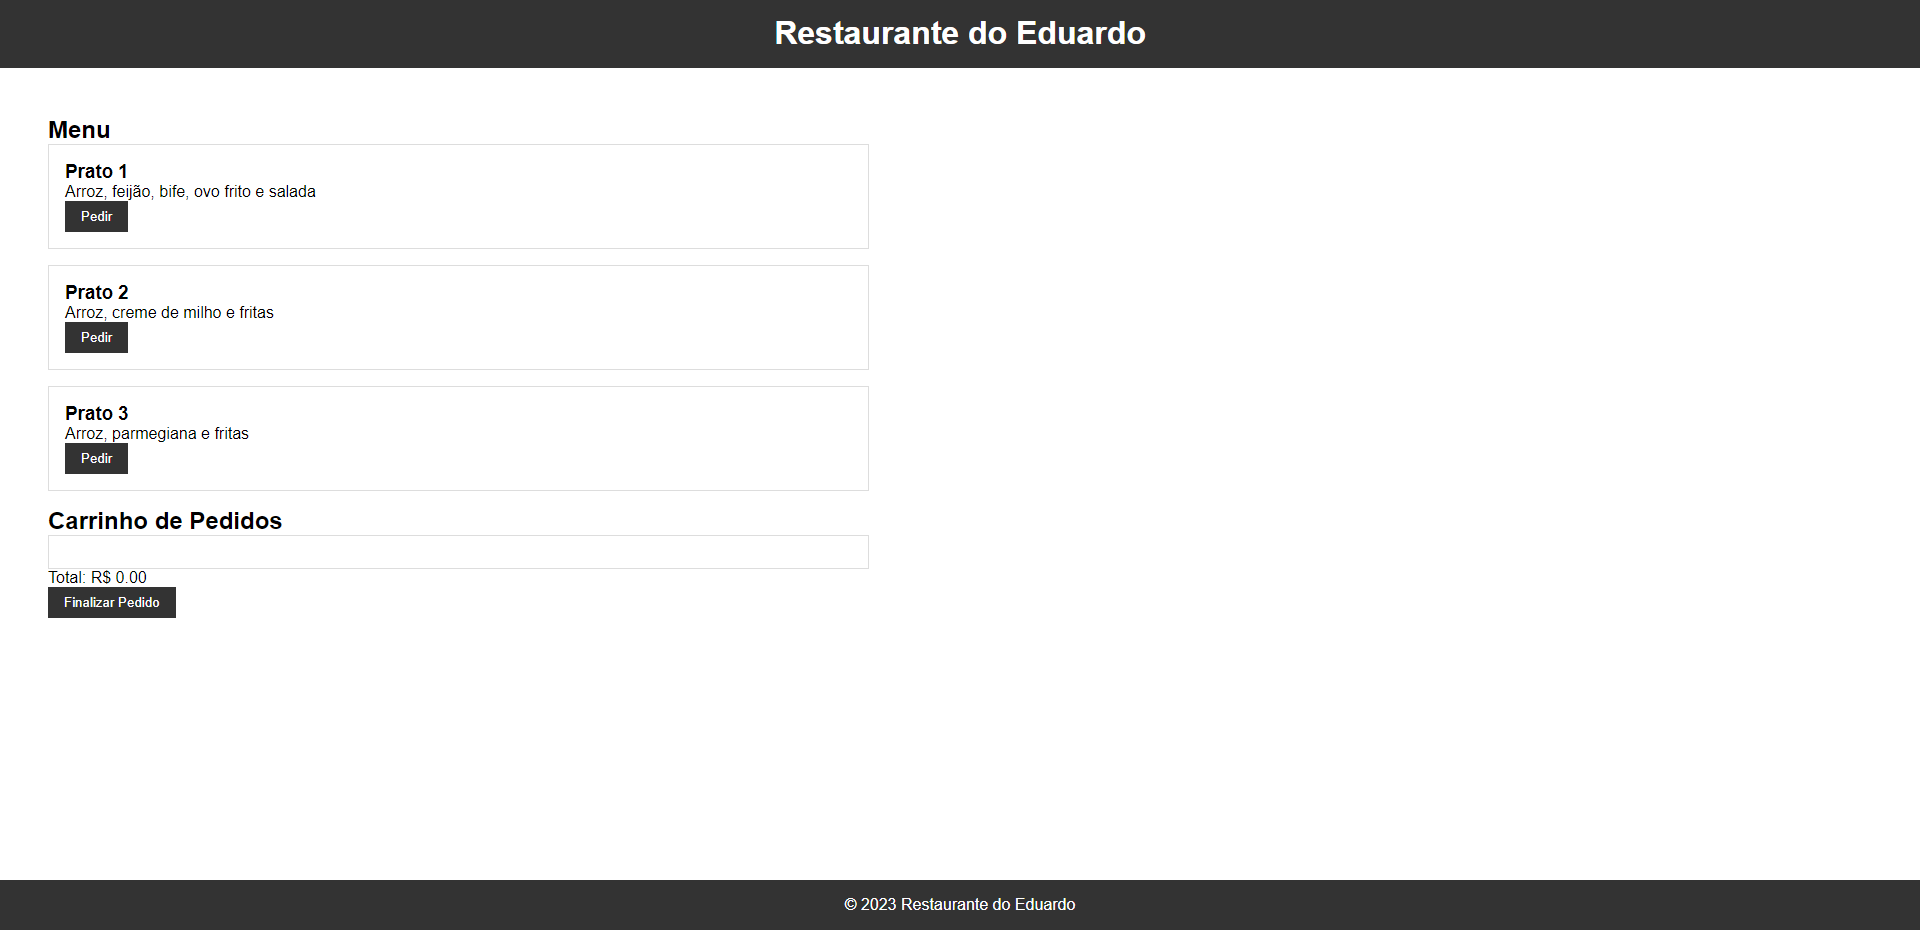 Restaurante do Eduardo
Menu
Prato 1
Arroz, feijão, bife, ovo frito e salada
Pedir
Prato 2
Arroz, creme de milho e fritas
Pedir
Prato 3
Arroz, parmegiana e fritas
Pedir
Carrinho de Pedidos
Total: R$ 0.00
Finalizar Pedido
© 2023 Restaurante do Eduardo